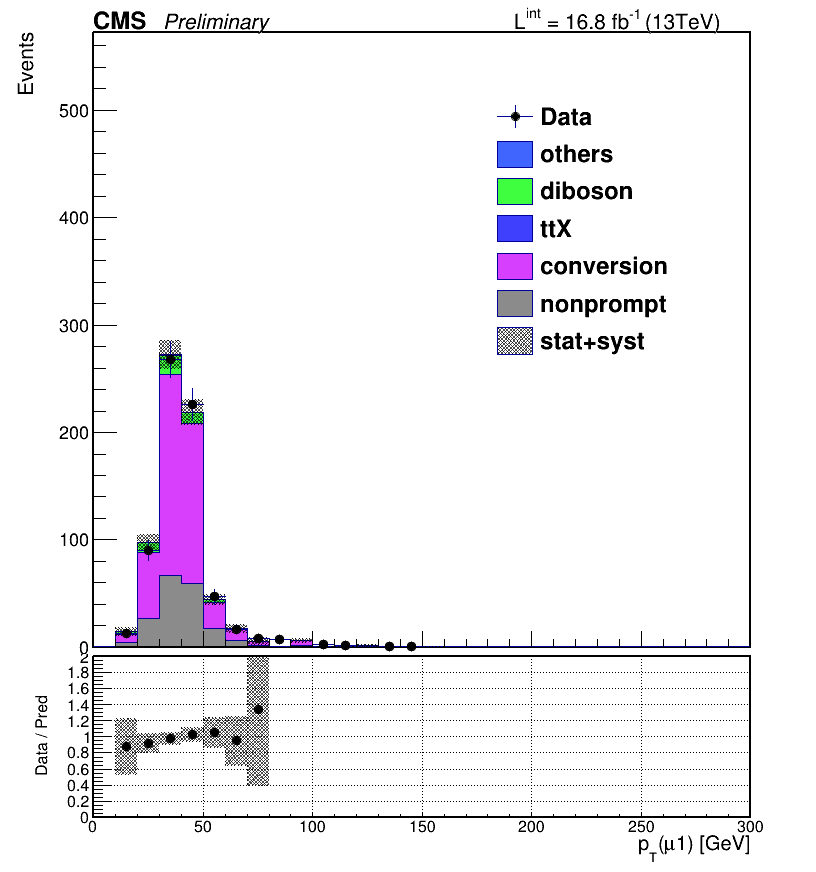 CMS Preliminary L^int = 16.8 fb^-1 (13TeV)
Events
500
400
300
200
100
0
Data
others
diboson
ttX
conversion
nonprompt
stat+syst
Data / Pred
2
1.8
1.6
1.4
1.2
1
0.8
0.6
0.4
0.2
0
0 50 100 150 200 250 300
p_T(μ1) [GeV]